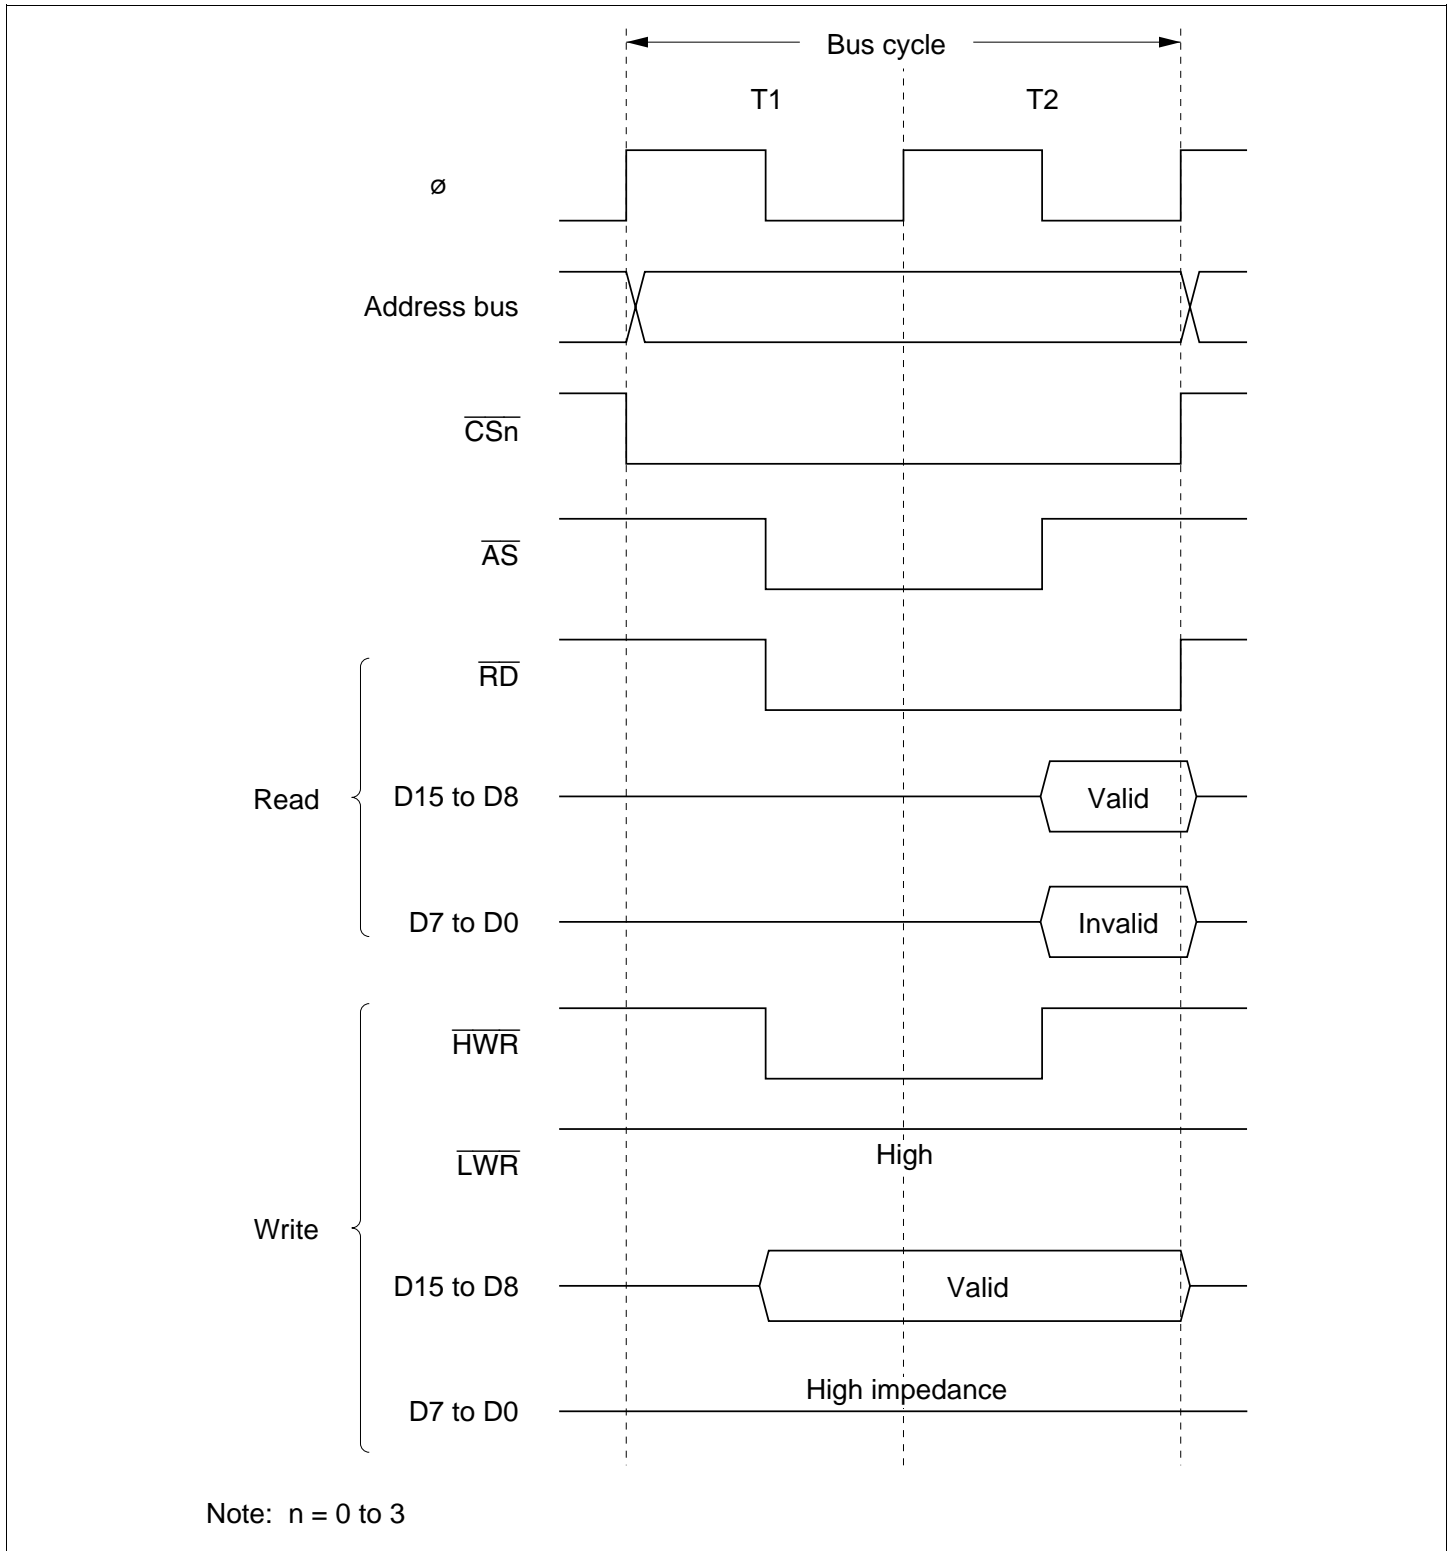 Bus cycle
T1 T2
ø
Address bus
CSn
AS
RD
Read
D15 to D8
Valid
D7 to D0
Invalid
HWR
LWR
High
Write
D15 to D8
Valid
High impedance
D7 to D0
Note: n = 0 to 3